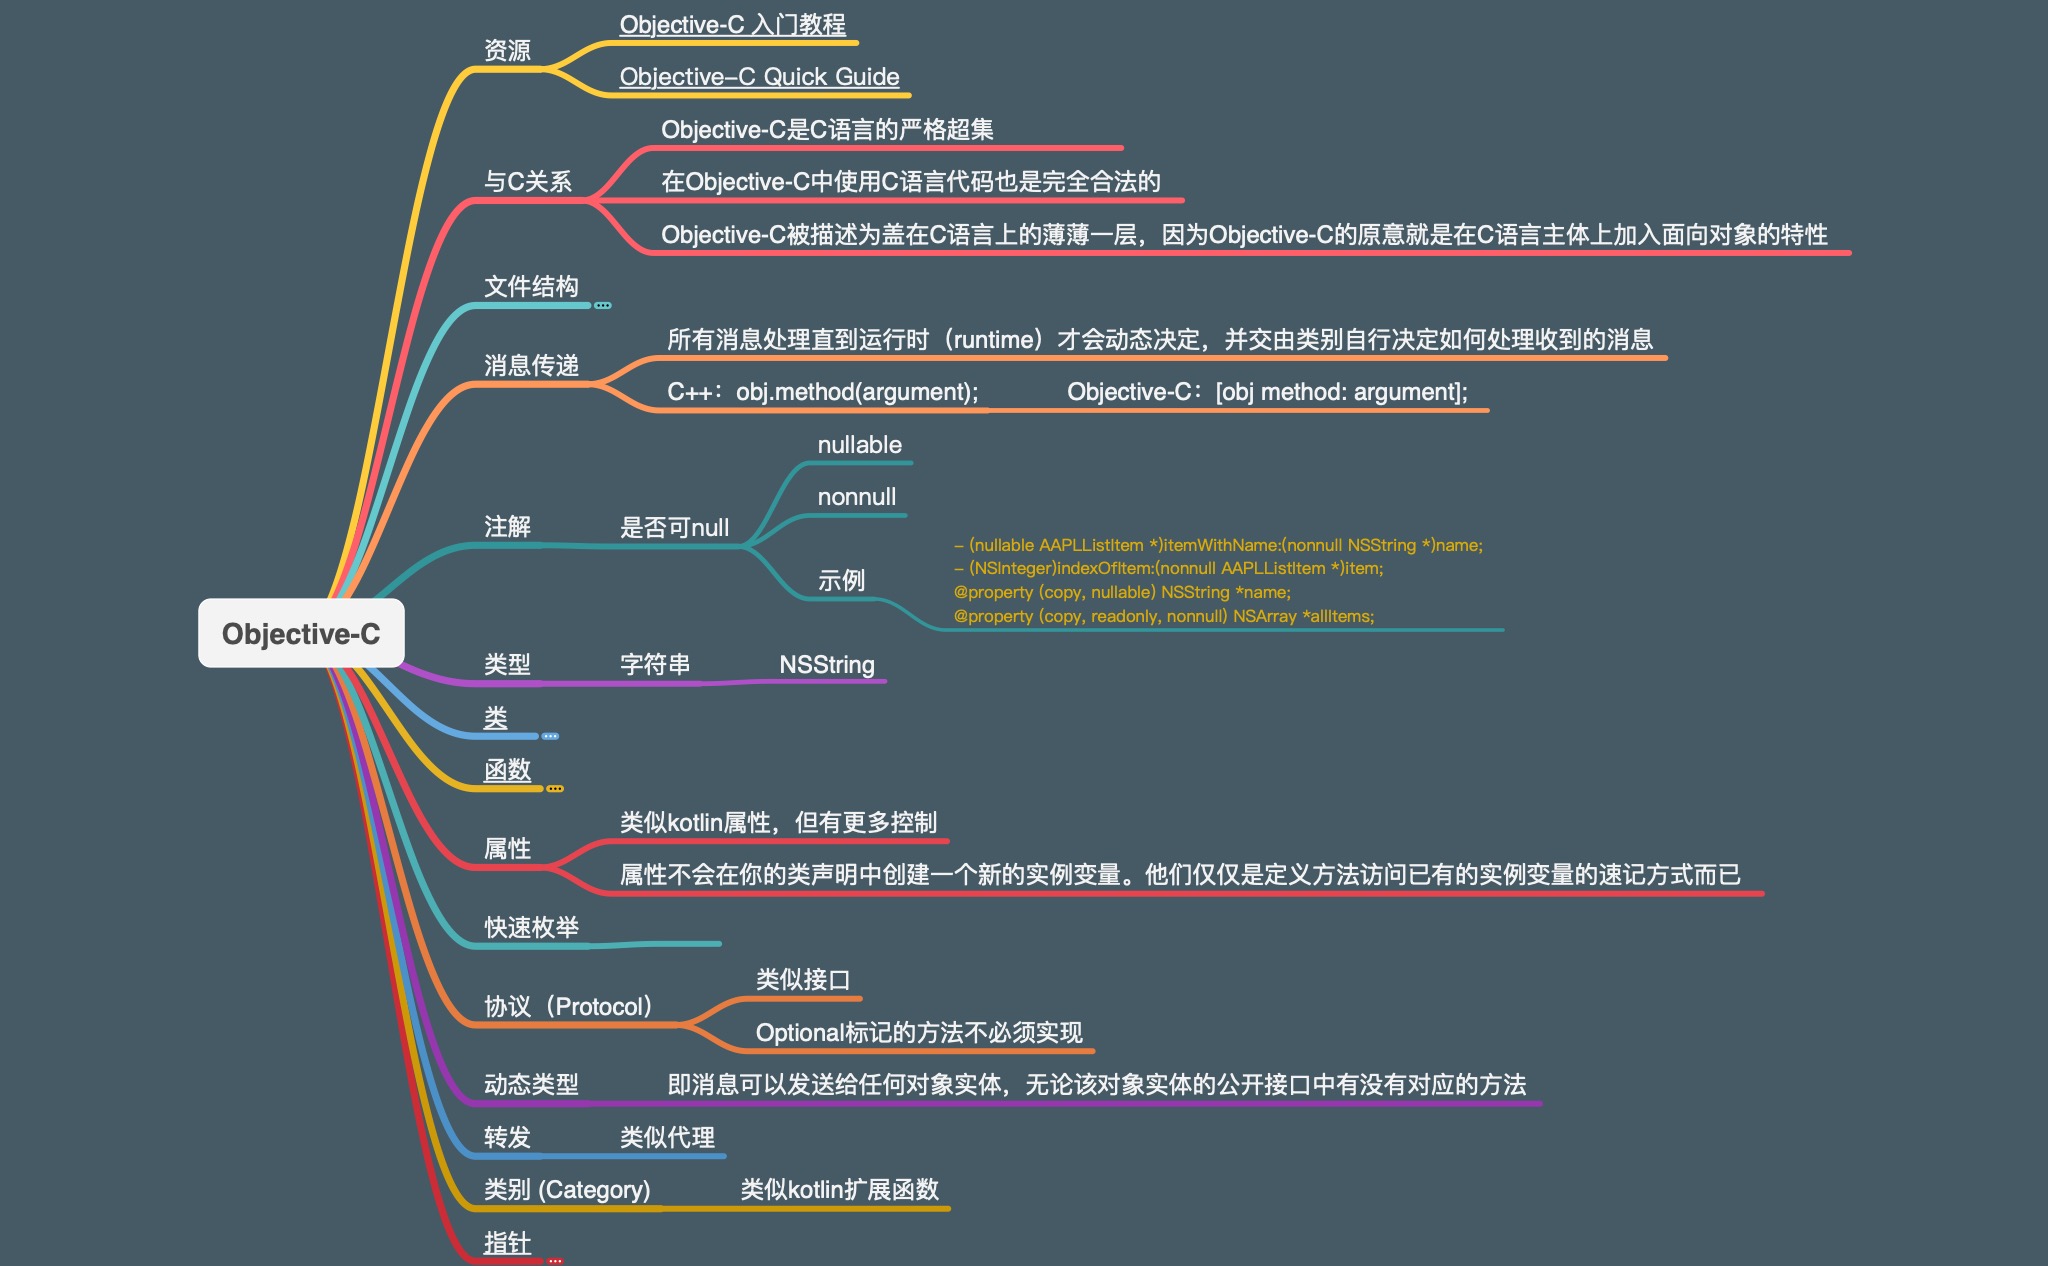 Objective-C
资源
Objective-C 入门教程
Objective–C Quick Guide
与C关系
Objective-C是C语言的严格超集
在Objective-C中使用C语言代码也是完全合法的
Objective-C被描述为盖在C语言上的薄薄一层，因为Objective-C的原意就是在C语言主体上加入面向对象的特性
文件结构
消息传递
所有消息处理直到运行时（runtime）才会动态决定，并交由类别自行决定如何处理收到的消息
C++：obj.method(argument);
Objective-C：[obj method: argument];
注解
是否可null
nullable
nonnull
示例
– (nullable AAPLListItem *)itemWithName:(nonnull NSString *)name;
– (NSInteger)indexOfItem:(nonnull AAPLListItem *)item;
@property (copy, nullable) NSString *name;
@property (copy, readonly, nonnull) NSArray *allItems;
类型
字符串
NSString
类
函数
属性
类似kotlin属性，但有更多控制
属性不会在你的类声明中创建一个新的实例变量。他们仅仅是定义方法访问已有的实例变量的速记方式而已
快速枚举
协议（Protocol）
类似接口
Optional标记的方法不必须实现
动态类型
即消息可以发送给任何对象实体，无论该对象实体的公开接口中有没有对应的方法
转发
类似代理
类别 (Category)
类似kotlin扩展函数
指针